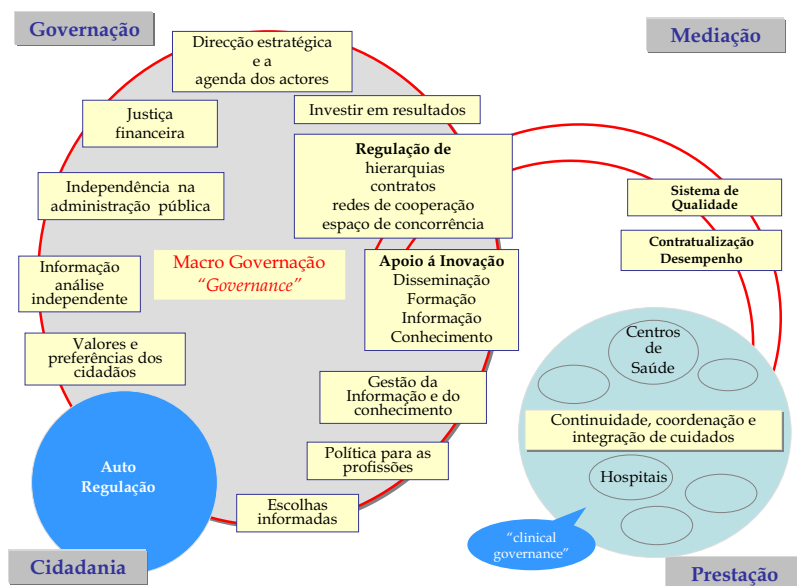 Governação
Mediação
Direcção estratégica
e a
agenda dos actores
Investir em resultados
Justiça
financeira
Regulação de
hierarquias
contratos
redes de cooperação
espaço de concorrência
Independência na
administração pública
Sistema de
Qualidade
Contratualização
Desempenho
Macro Governação
“Governance”
Apoio á Inovação
Disseminação
Formação
Informação
Conhecimento
Informação
análise
independente
Valores e
preferências dos
cidadãos
Centros
de
Saúde
Gestão da
Informação e do
conhecimento
Continuidade, coordenação e
integração de cuidados
Política para as
profissões
Auto
Regulação
Hospitais
Escolhas
informadas
“clinical
governance”
Cidadania
Prestação